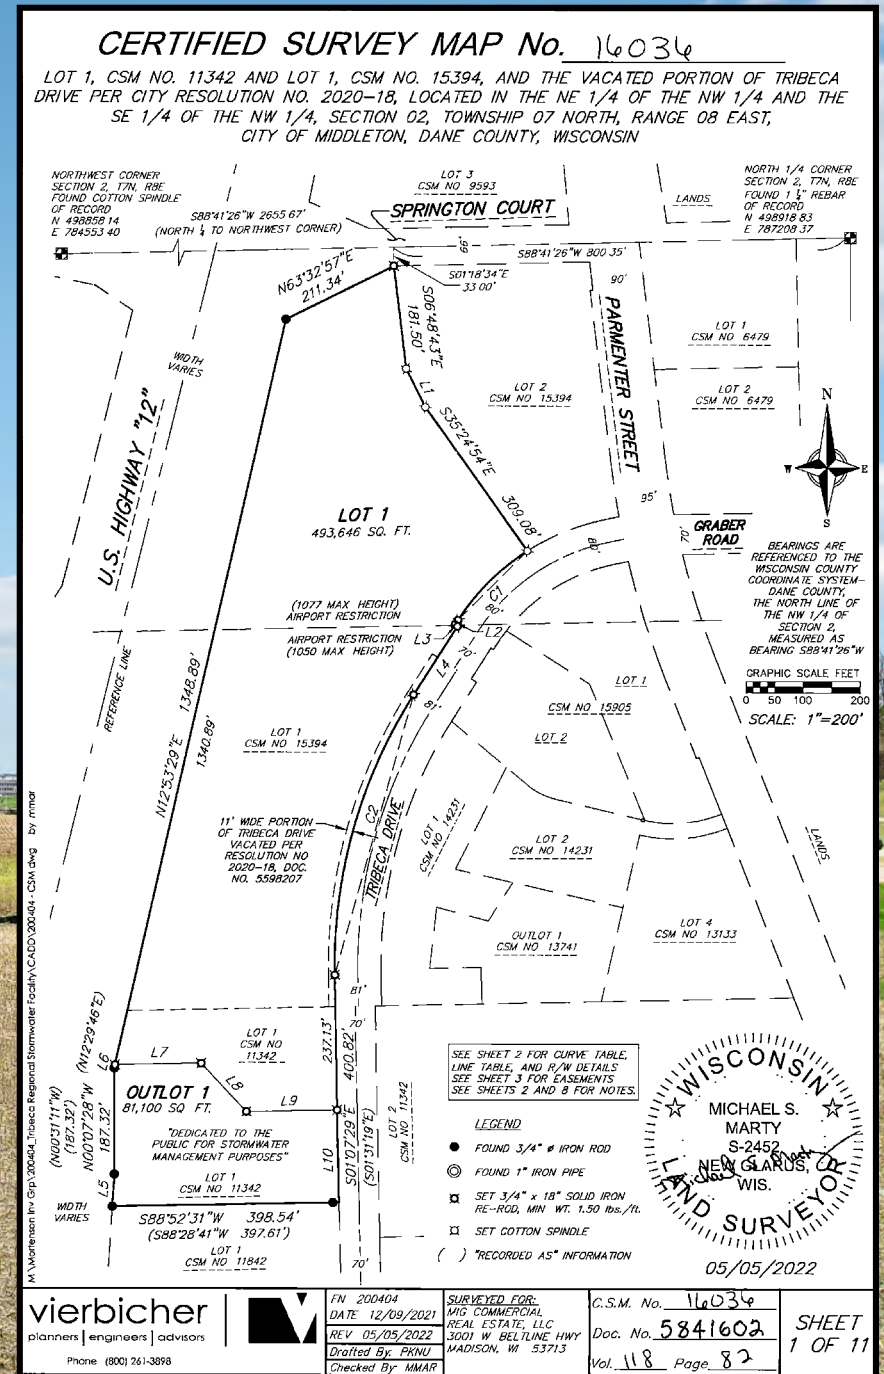 CERTIFIED SURVEY MAP No. 16036
LOT 1, CSM NO. 11342 AND LOT 1, CSM NO. 15394, AND THE VACATED PORTION OF TRIBECA
DRIVE PER CITY RESOLUTION NO. 2020-18, LOCATED IN THE NE 1/4 OF THE NW 1/4 AND THE
SE 1/4 OF THE NW 1/4, SECTION 02, TOWNSHIP 07 NORTH, RANGE 08 EAST,
CITY OF MIDDLETON, DANE COUNTY, WISCONSIN
NORTHWEST CORNER
SECTION 2, T7N, R8E
FOUND COTTON SPINDLE
OF RECORD
N 498858 14
E 784553 40
S88°41'26"W 2655 67'
(NORTH 1/4 TO NORTHWEST CORNER)
LOT 3
CSM NO 9593
SPRINGTON COURT
LANDS
NORTH 1/4 CORNER
SECTION 2, T7N, R8E
FOUND 1 1/4" REBAR
OF RECORD
N 498918 83
E 787208 37
66'
S88°41'26"W 800 35'
N63°32'57"E
211.34'
S01°18'34"E
33 00'
90'
S06°48'43"E
181.50'
PARMENTER STREET
LOT 1
CSM NO 6479
WIDTH
VARIES
L1
LOT 2
CSM NO 15394
LOT 2
CSM NO 6479
U.S. HIGHWAY "12"
S35°24'54"E
309.08'
N
W
E
S
LOT 1
493,646 SQ. FT.
95'
GRABER
ROAD
70'
80'
BEARINGS ARE
REFERENCED TO THE
WISCONSIN COUNTY
COORDINATE SYSTEM-
DANE COUNTY,
THE NORTH LINE OF
THE NW 1/4 OF
SECTION 2,
MEASURED AS
BEARING S88°41'26"W
C1
80'
(1077 MAX HEIGHT)
AIRPORT RESTRICTION
AIRPORT RESTRICTION
(1050 MAX HEIGHT)
L3
L2
70'
L4
81'
REFERENCE LINE
GRAPHIC SCALE FEET
0 50 100 200
SCALE: 1"=200'
LOT 1
CSM NO 15905
LOT 2
N12°53'29"E 1348.89'
1340.89'
LOT 1
CSM NO 15394
11' WIDE PORTION
OF TRIBECA DRIVE
VACATED PER
RESOLUTION NO
2020-18, DOC.
NO. 5598207
C2
TRIBECA DRIVE
LOT 1
CSM NO 14231
LOT 2
CSM NO 14231
LANDS
OUTLOT 1
CSM NO 13741
LOT 4
CSM NO 13133
81'
70'
(N12°29'46"E)
L6
L7
LOT 1
CSM NO
11342
237.13'
400.82'
L8
L9
OUTLOT 1
81,100 SQ FT.
"DEDICATED TO THE
PUBLIC FOR STORMWATER
MANAGEMENT PURPOSES"
(N00°31'11"W)
(187.32')
N00°07'28"W
187.32'
L5
LOT 1
CSM NO 11342
L10
S01°07'29"E
(S01°31'19"E)
LOT 2
CSM NO 11342
WIDTH
VARIES
S88°52'31"W 398.54'
(S88°28'41"W 397.61')
LOT 1
CSM NO 11842
70'
SEE SHEET 2 FOR CURVE TABLE,
LINE TABLE, AND R/W DETAILS
SEE SHEET 3 FOR EASEMENTS
SEE SHEETS 2 AND 8 FOR NOTES.
LEGEND
FOUND 3/4" ø IRON ROD
FOUND 1" IRON PIPE
SET 3/4" x 18" SOLID IRON
RE-ROD, MIN WT. 1.50 lbs./ft.
SET COTTON SPINDLE
( ) "RECORDED AS" INFORMATION
WISCONSIN
MICHAEL S.
MARTY
S-2452
NEW GLARUS,
WIS.
LAND SURVEYOR
05/05/2022
vierbicher
planners | engineers | advisors
Phone (800) 261-3898
FN 200404
DATE 12/09/2021
REV 05/05/2022
Drafted By: PKNU
Checked By: MMAR
SURVEYED FOR:
MIG COMMERCIAL
REAL ESTATE, LLC
3001 W BELTLINE HWY
MADISON, WI 53713
C.S.M. No. 16036
Doc. No. 5841602
Vol. 118 Page 82
SHEET
1 OF 11